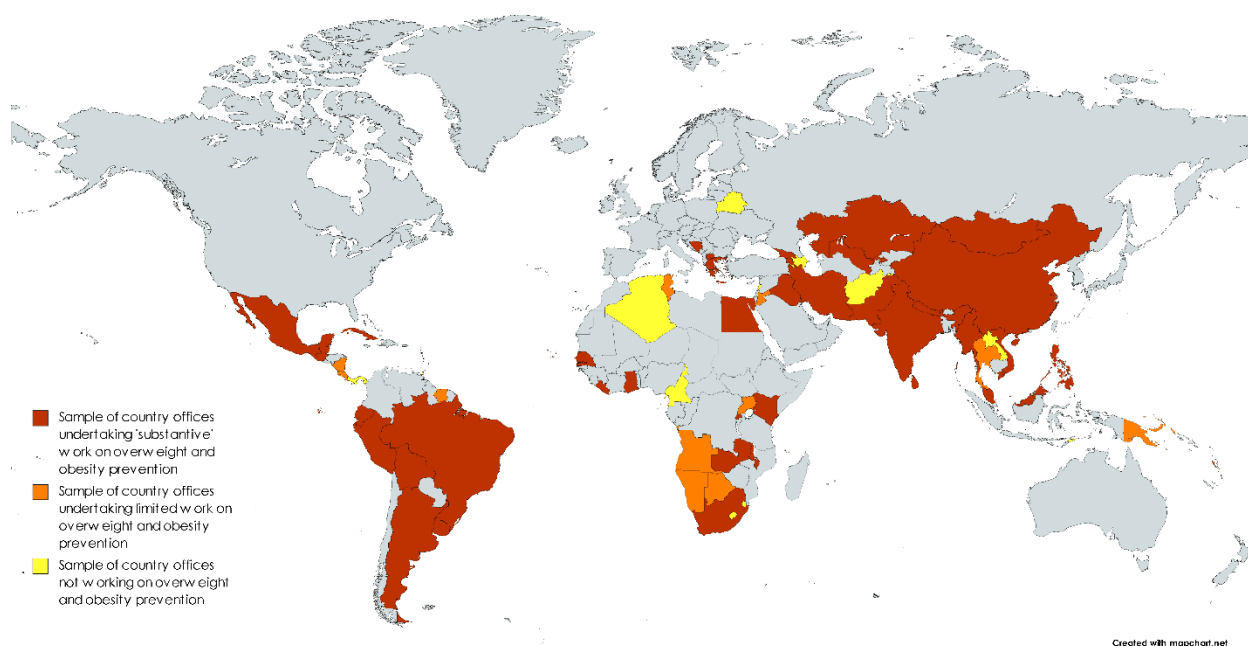 Sample of country offices
undertaking 'substantive'
work on overweight and
obesity prevention
Sample of country offices
undertaking limited work on
overweight and obesity
prevention
Sample of country offices
not working on overweight
and obesity prevention
Created with mapchart.net